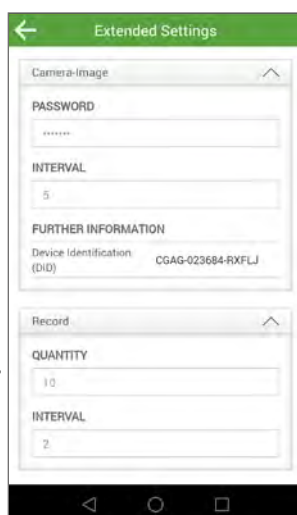 Extended Settings
Camera-Image
PASSWORD
.......
INTERVAL
5
FURTHER INFORMATION
Device Identification
(DID)
CGAG-023684-RXFLJ
Record
QUANTITY
10
INTERVAL
2